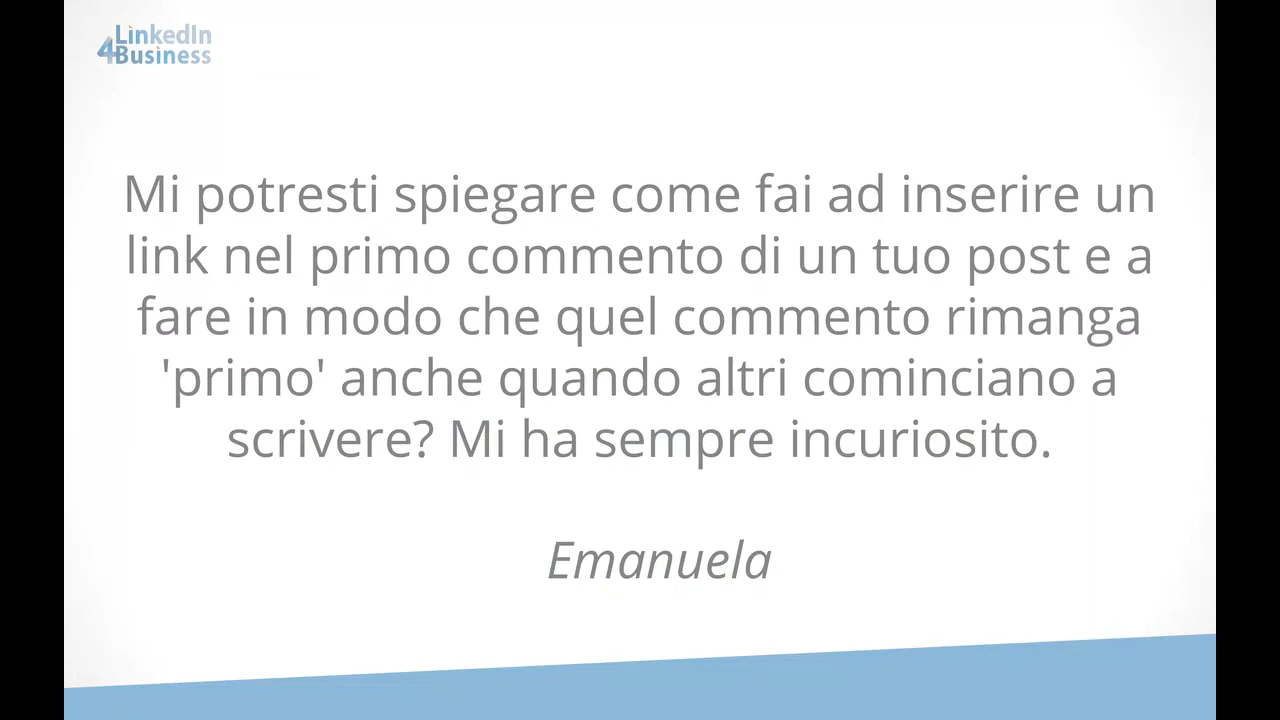 LinkedIn
4Business
Mi potresti spiegare come fai ad inserire un
link nel primo commento di un tuo post e a
fare in modo che quel commento rimanga
'primo' anche quando altri cominciano a
scrivere? Mi ha sempre incuriosito.
Emanuela